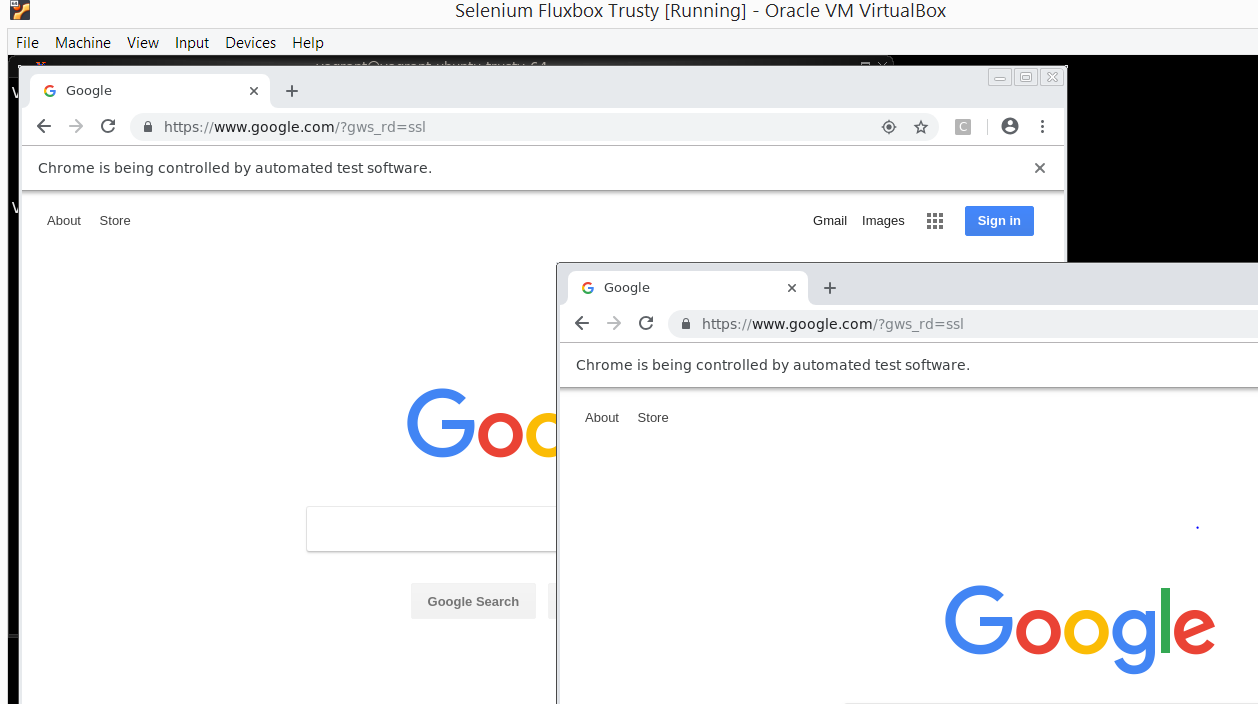 Selenium Fluxbox Trusty [Running] - Oracle VM VirtualBox
File Machine View Input Devices Help
Google
https://www.google.com/?gws_rd=ssl
C
Chrome is being controlled by automated test software.
About Store Gmail Images Sign in
Google
https://www.google.com/?gws_rd=ssl
Chrome is being controlled by automated test software.
About Store
Goo
Google Search
Google